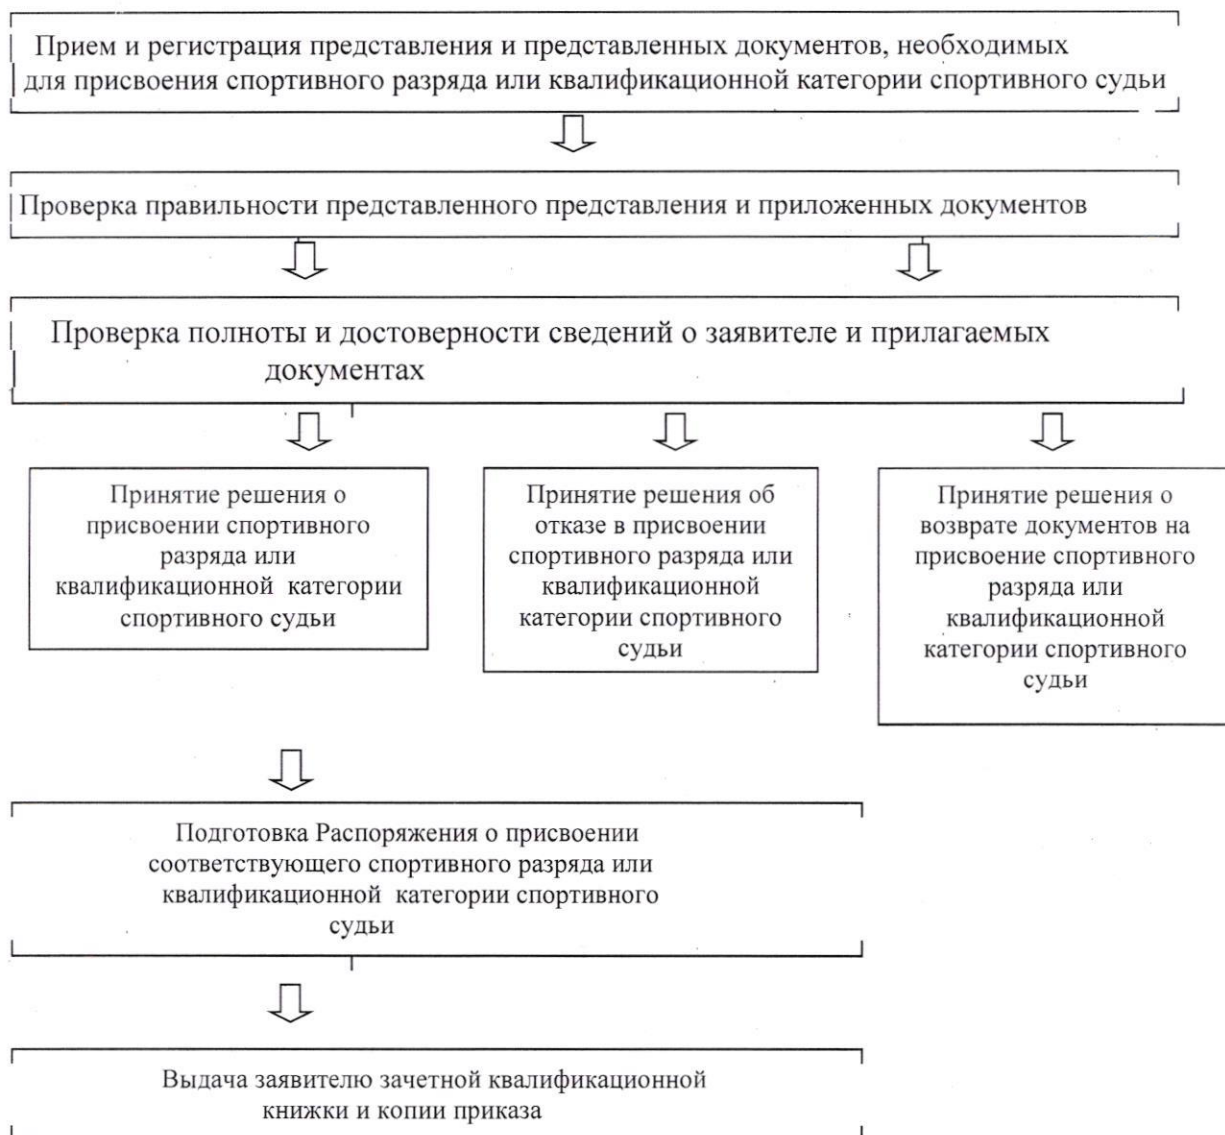 Прием и регистрация представления и представленных документов, необходимых
для присвоения спортивного разряда или квалификационной категории спортивного судьи
Проверка правильности представленного представления и приложенных документов
Проверка полноты и достоверности сведений о заявителе и прилагаемых
документах
Принятие решения о
присвоении спортивного
разряда или
квалификационной категории
спортивного судьи
Принятие решения об
отказе в присвоении
спортивного разряда или
квалификационной
категории спортивного
судьи
Принятие решения о
возврате документов на
присвоение спортивного
разряда или
квалификационной
категории спортивного
судьи
Подготовка Распоряжения о присвоении
соответствующего спортивного разряда или
квалификационной категории спортивного
судьи
Выдача заявителю зачетной квалификационной
книжки и копии приказа